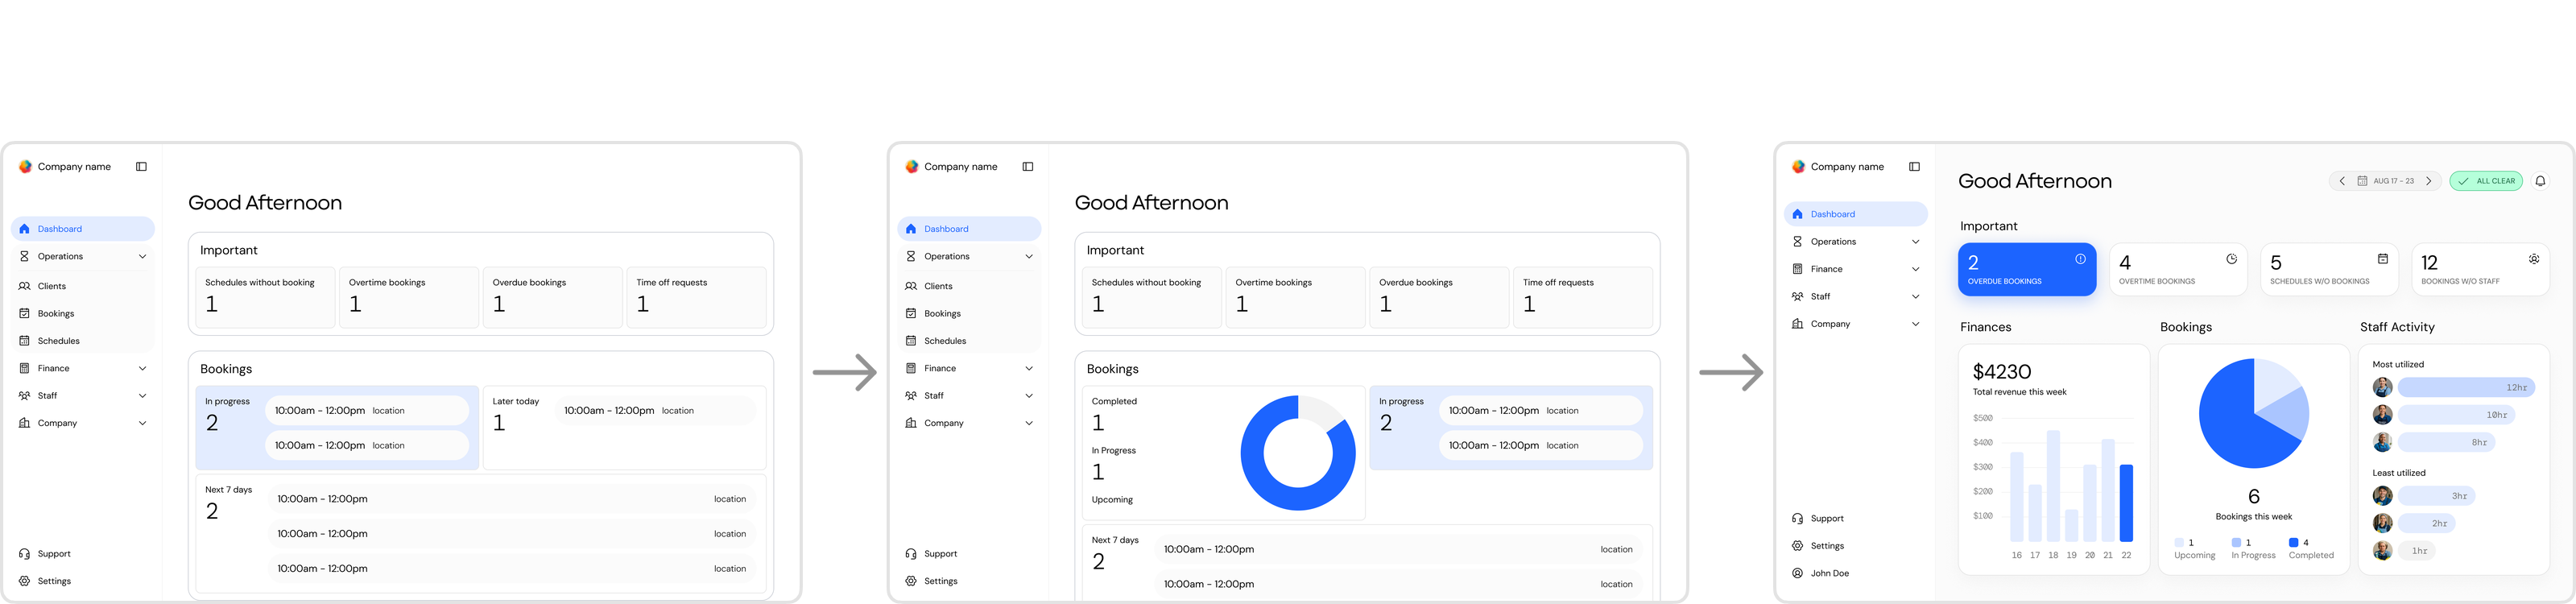 Company name
Good Afternoon
Dashboard
Operations
Clients
Bookings
Schedules
Finance
Staff
Company
Support
Settings
Important
Schedules without booking
1
Overtime bookings
1
Overdue bookings
1
Time off requests
1
Bookings
In progress
2
10:00am - 12:00pm location
10:00am - 12:00pm location
Later today
1
10:00am - 12:00pm location
Next 7 days
2
10:00am - 12:00pm location
10:00am - 12:00pm location
10:00am - 12:00pm location
Company name
Good Afternoon
Dashboard
Operations
Clients
Bookings
Schedules
Finance
Staff
Company
Support
Settings
Important
Schedules without booking
1
Overtime bookings
1
Overdue bookings
1
Time off requests
1
Bookings
Completed
1
In Progress
1
Upcoming
In progress
2
10:00am - 12:00pm location
10:00am - 12:00pm location
Next 7 days
2
10:00am - 12:00pm location
10:00am - 12:00pm location
Company name
Dashboard
Operations
Finance
Staff
Company
Support
Settings
John Doe
Good Afternoon
AUG 17 - 23
ALL CLEAR
Important
2
OVERDUE BOOKINGS
4
OVERTIME BOOKINGS
5
SCHEDULES W/O BOOKINGS
12
BOOKINGS W/O STAFF
Finances
$4230
Total revenue this week
$500
$400
$300
$200
$100
16 17 18 19 20 21 22
Bookings
6
Bookings this week
1 Upcoming
1 In Progress
4 Completed
Staff Activity
Most utilized
12hr
10hr
8hr
Least utilized
3hr
2hr
1hr